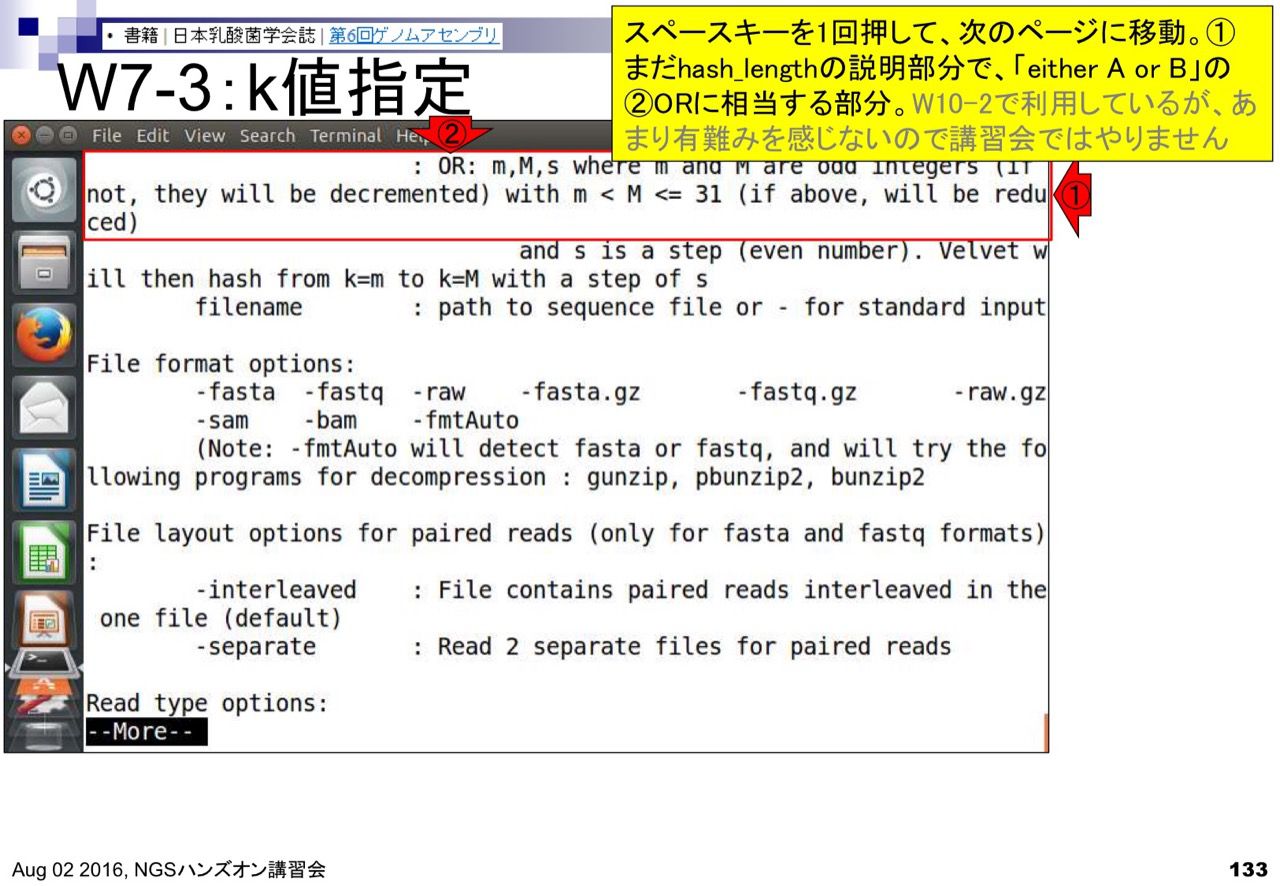 ・ 書籍 | 日本乳酸菌学会誌 | 第6回ゲノムアセンブリ
W7-3：k値指定
スペースキーを1回押して、次のページに移動。①
まだhash_lengthの説明部分で、「either A or B」の
②ORに相当する部分。W10-2で利用しているが、あ
まり有難みを感じないので講習会ではやりません
File Edit View Search Terminal
②
: OR: m,M,s where m and M are odd integers (if
not, they will be decremented) with m < M <= 31 (if above, will be redu
ced)
①
and s is a step (even number). Velvet w
ill then hash from k=m to k=M with a step of s
filename : path to sequence file or - for standard input
File format options:
-fasta -fastq -raw -fasta.gz -fastq.gz -raw.gz
-sam -bam -fmtAuto
(Note: -fmtAuto will detect fasta or fastq, and will try the fo
llowing programs for decompression : gunzip, pbunzip2, bunzip2
File layout options for paired reads (only for fasta and fastq formats)
:
-interleaved : File contains paired reads interleaved in the
one file (default)
-separate : Read 2 separate files for paired reads
Read type options:
--More--
Aug 02 2016, NGSハンズオン講習会
133